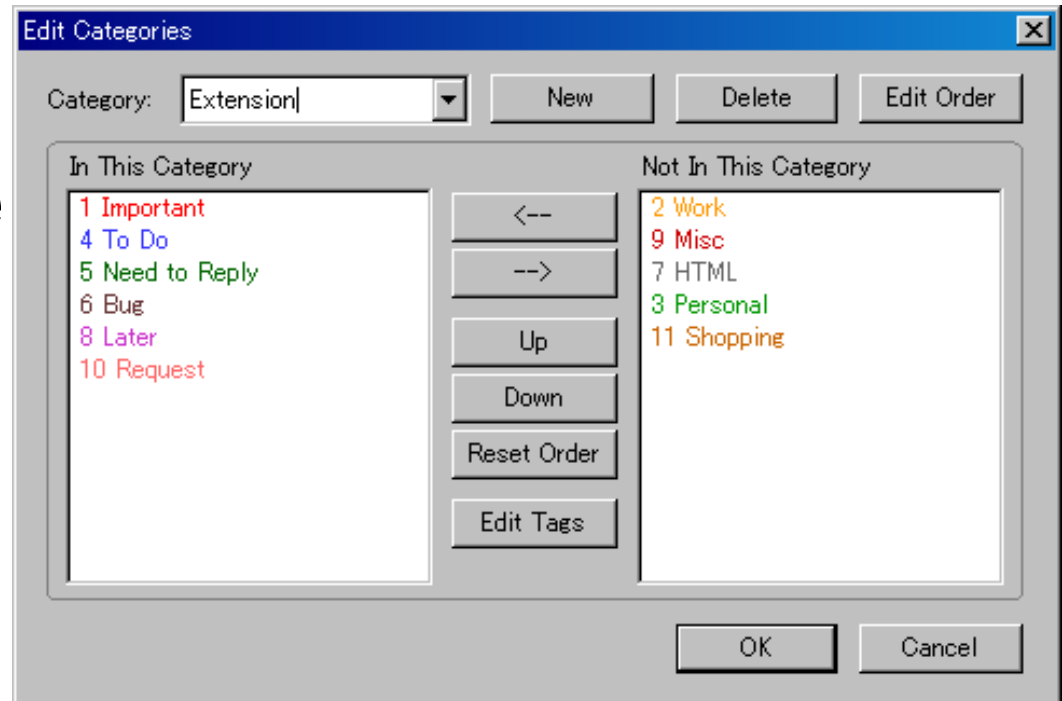 Edit Categories
Category: Extension New Delete Edit Order
In This Category
1 Important
4 To Do
5 Need to Reply
6 Bug
8 Later
10 Request
<--
-->
Up
Down
Reset Order
Edit Tags
Not In This Category
2 Work
9 Misc
7 HTML
3 Personal
11 Shopping
OK Cancel